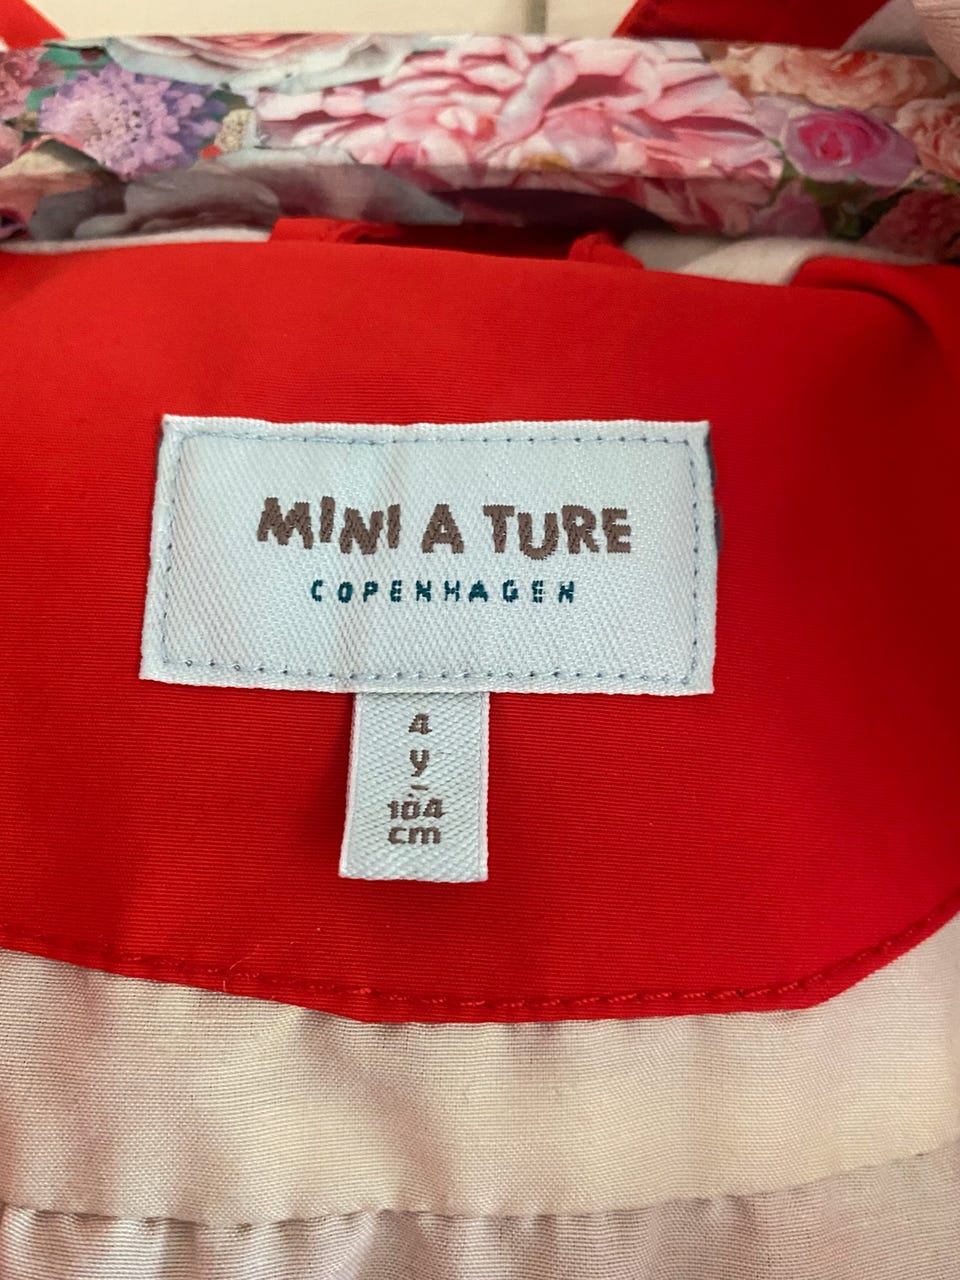 MINI A TURE
COPENHAGEN
4
y
-
104
cm